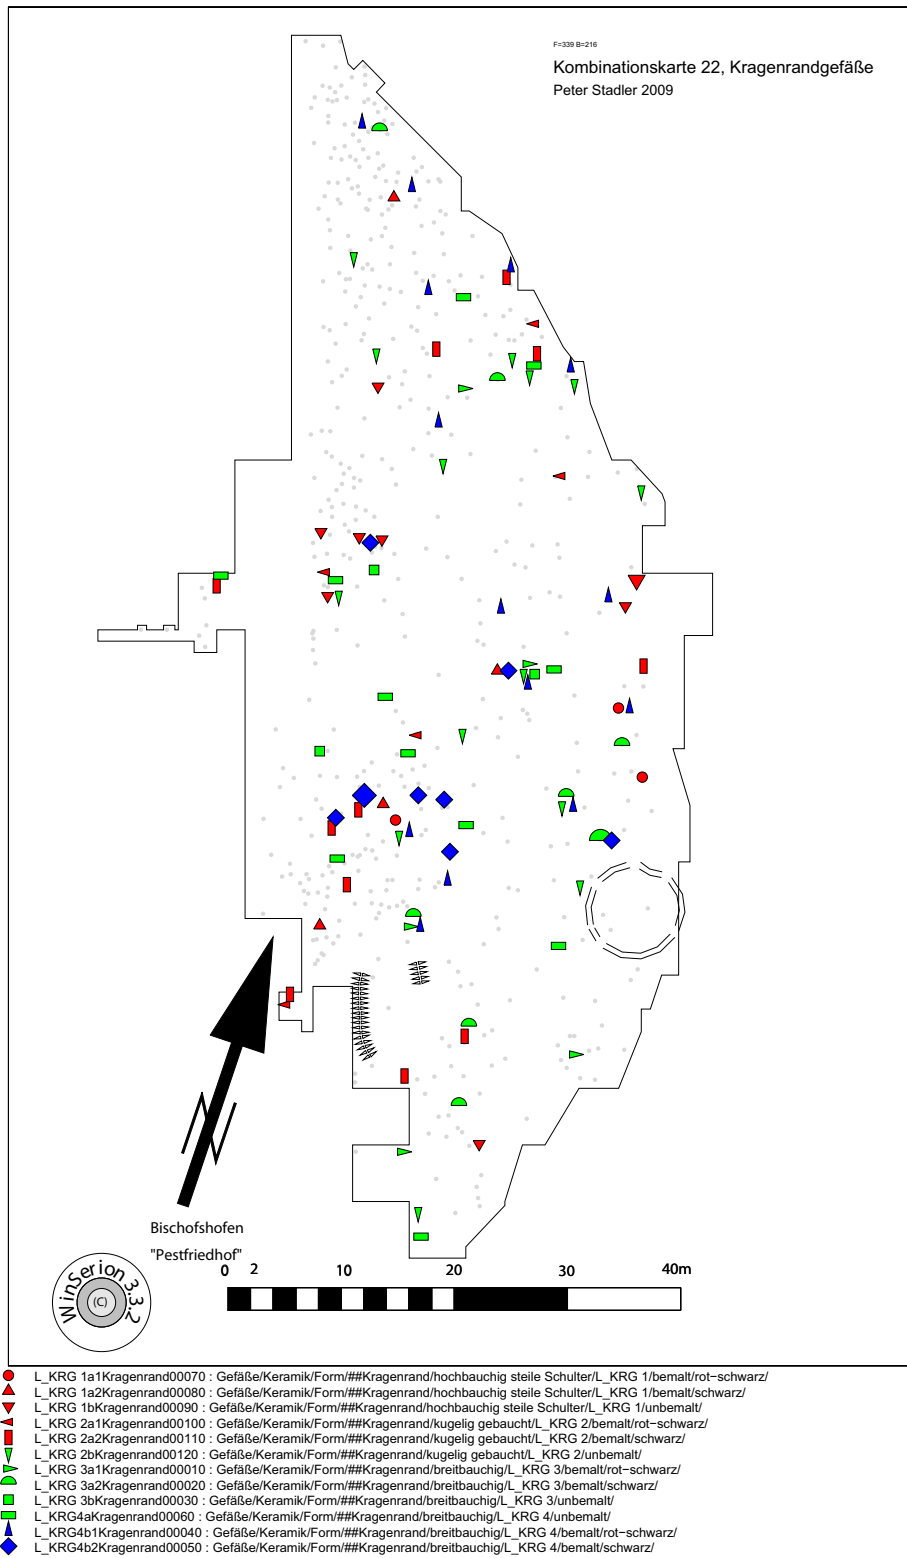 F=339 B=216
Kombinationskarte 22, Kragenrandgefäße
Peter Stadler 2009
Bischofshofen
"Pestfriedhof"
0 2 10 20 30 40m
WinSerion 3.3.2
(C)
L_KRG 1a1Kragenrand00070 : Gefäße/Keramik/Form/##Kragenrand/hochbauchig steile Schulter/L_KRG 1/bemalt/rot−schwarz/
L_KRG 1a2Kragenrand00080 : Gefäße/Keramik/Form/##Kragenrand/hochbauchig steile Schulter/L_KRG 1/bemalt/schwarz/
L_KRG 1bKragenrand00090 : Gefäße/Keramik/Form/##Kragenrand/hochbauchig steile Schulter/L_KRG 1/unbemalt/
L_KRG 2a1Kragenrand00100 : Gefäße/Keramik/Form/##Kragenrand/kugelig gebaucht/L_KRG 2/bemalt/rot−schwarz/
L_KRG 2a2Kragenrand00110 : Gefäße/Keramik/Form/##Kragenrand/kugelig gebaucht/L_KRG 2/bemalt/schwarz/
L_KRG 2bKragenrand00120 : Gefäße/Keramik/Form/##Kragenrand/kugelig gebaucht/L_KRG 2/unbemalt/
L_KRG 3a1Kragenrand00010 : Gefäße/Keramik/Form/##Kragenrand/breitbauchig/L_KRG 3/bemalt/rot−schwarz/
L_KRG 3a2Kragenrand00020 : Gefäße/Keramik/Form/##Kragenrand/breitbauchig/L_KRG 3/bemalt/schwarz/
L_KRG 3bKragenrand00030 : Gefäße/Keramik/Form/##Kragenrand/breitbauchig/L_KRG 3/unbemalt/
L_KRG4aKragenrand00060 : Gefäße/Keramik/Form/##Kragenrand/breitbauchig/L_KRG 4/unbemalt/
L_KRG4b1Kragenrand00040 : Gefäße/Keramik/Form/##Kragenrand/breitbauchig/L_KRG 4/bemalt/rot−schwarz/
L_KRG4b2Kragenrand00050 : Gefäße/Keramik/Form/##Kragenrand/breitbauchig/L_KRG 4/bemalt/schwarz/